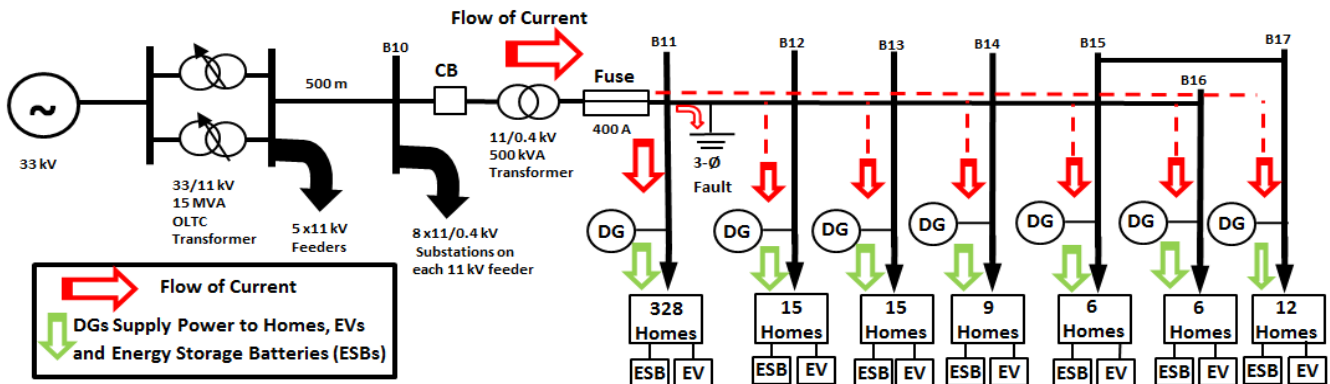 Flow of Current
B10
B11
B12
B13
B14
B15
B17
CB
Fuse
B16
500 m
~
400 A
33 kV
11/0.4 kV
500 kVA
Transformer
3-Ø
Fault
33/11 kV
15 MVA
OLTC
Transformer
5 x11 kV
Feeders
8 x11/0.4 kV
Substations on
each 11 kV feeder
DG
DG
DG
DG
DG
DG
DG
Flow of Current
DGs Supply Power to Homes, EVs
and Energy Storage Batteries (ESBs)
328
Homes
15
Homes
15
Homes
9
Homes
6
Homes
6
Homes
12
Homes
ESB EV
ESB EV
ESB EV
ESB EV
ESB EV
ESB EV
ESB EV